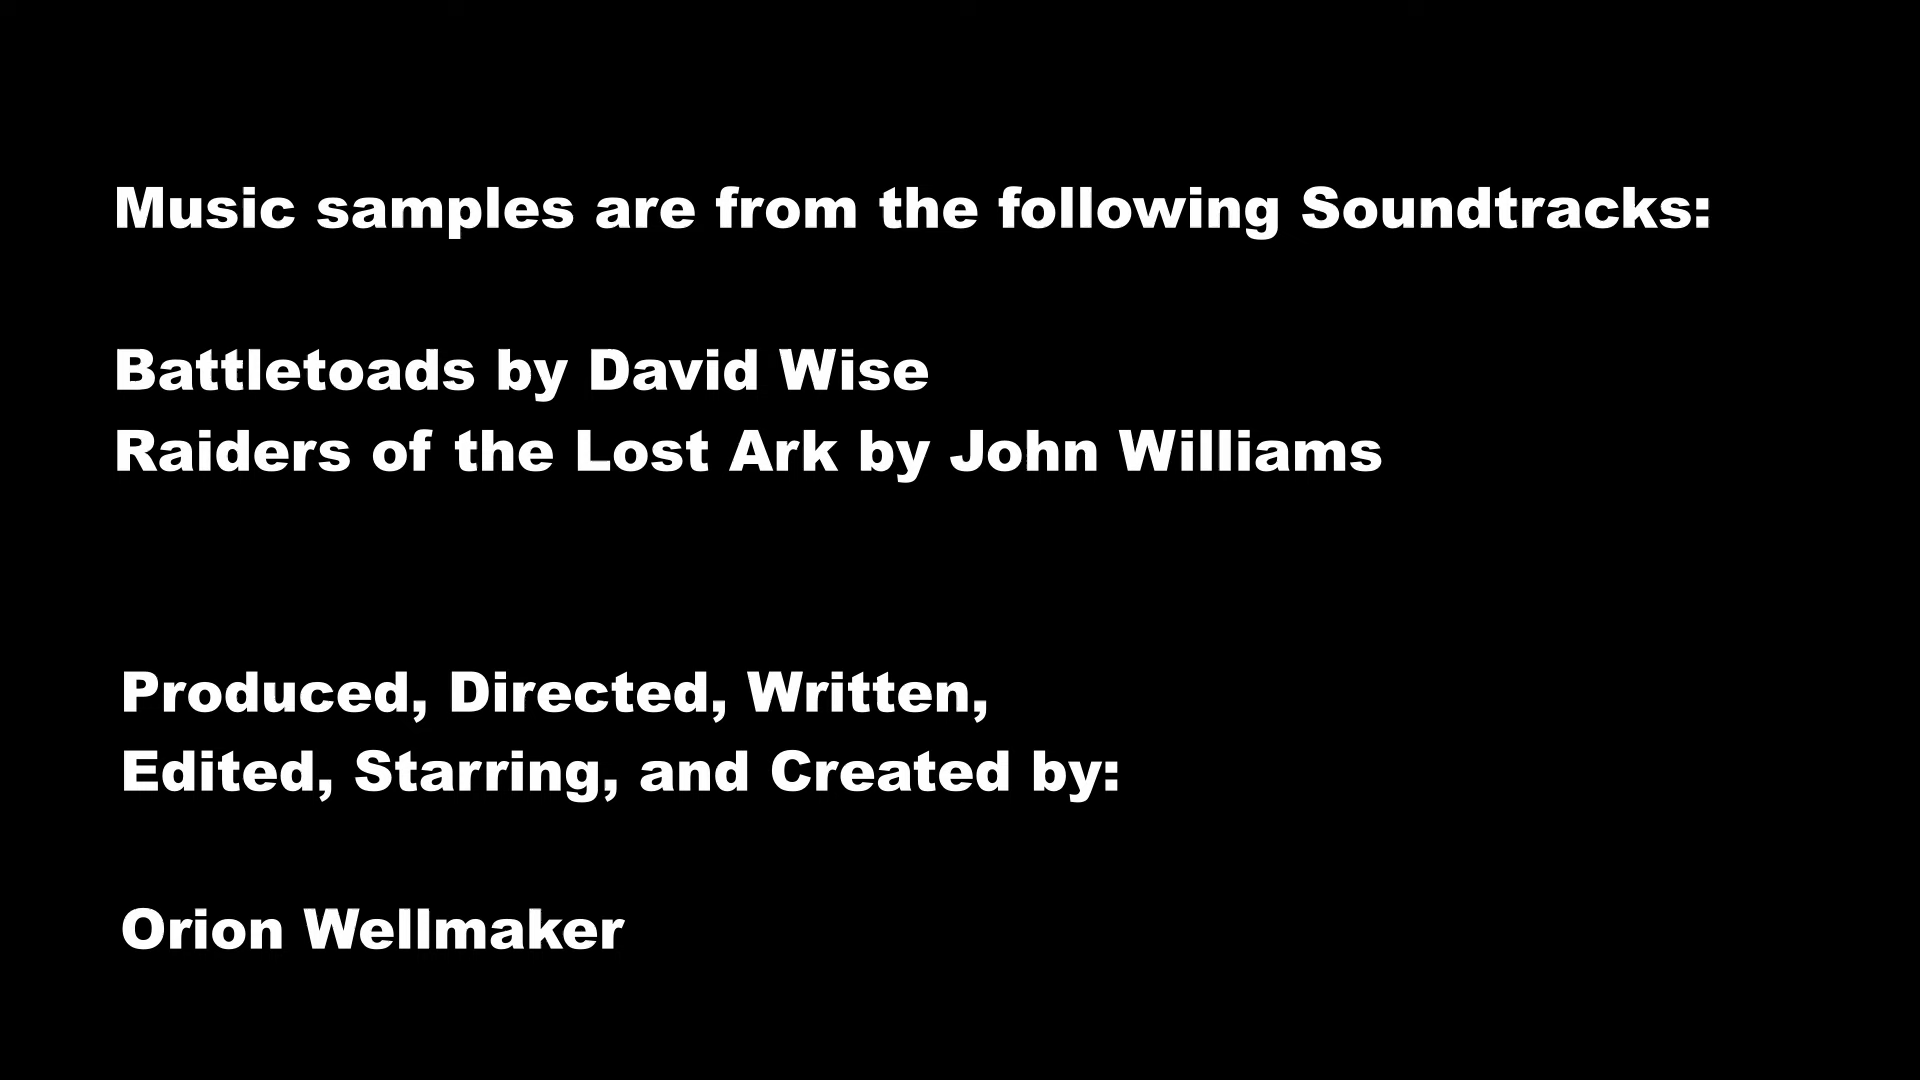 Music samples are from the following Soundtracks:
Battletoads by David Wise
Raiders of the Lost Ark by John Williams
Produced, Directed, Written,
Edited, Starring, and Created by:
Orion Wellmaker